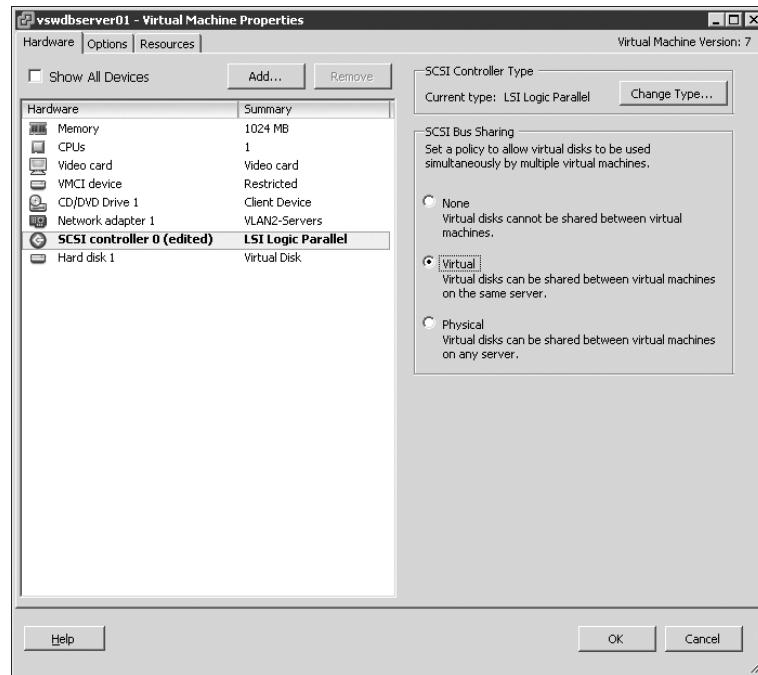 vswdbserver01 - Virtual Machine Properties
Hardware Options Resources
Virtual Machine Version: 7
Show All Devices
Add...
Remove
Hardware Summary
Memory 1024 MB
CPUs 1
Video card Video card
VMCI device Restricted
CD/DVD Drive 1 Client Device
Network adapter 1 VLAN2-Servers
SCSI controller 0 (edited) LSI Logic Parallel
Hard disk 1 Virtual Disk
SCSI Controller Type
Current type: LSI Logic Parallel
Change Type...
SCSI Bus Sharing
Set a policy to allow virtual disks to be used
simultaneously by multiple virtual machines.
None
Virtual disks cannot be shared between virtual
machines.
Virtual
Virtual disks can be shared between virtual machines
on the same server.
Physical
Virtual disks can be shared between virtual machines
on any server.
Help
OK
Cancel